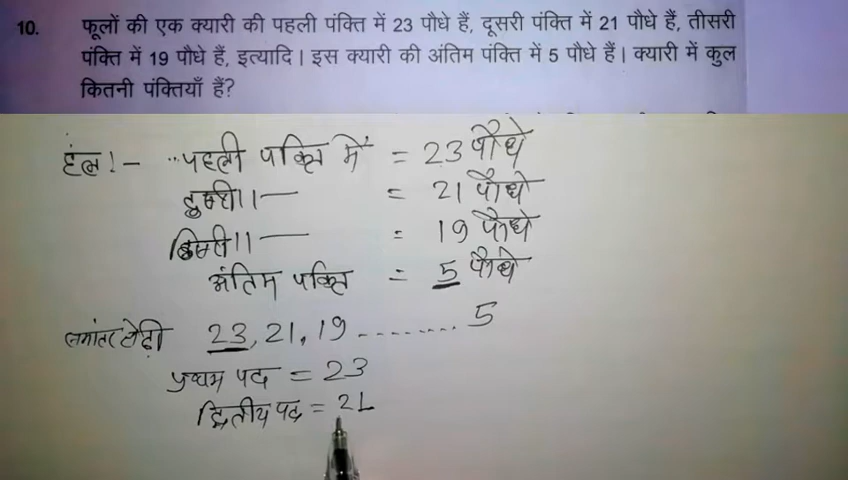 10. फूलों की एक क्यारी की पहली पंक्ति में 23 पौधे हैं, दूसरी पंक्ति में 21 पौधे हैं, तीसरी
पंक्ति में 19 पौधे हैं, इत्यादि। इस क्यारी की अंतिम पंक्ति में 5 पौधे हैं। क्यारी में कुल
कितनी पंक्तियाँ हैं?
हल :- पहली पंक्ति में = 23 पौधे
दुसरी ।।— = 21 पौधे
।।— = 19 पौधे
अंतिम पंक्ति = 5 पौधे
समांतर श्रेढ़ी 23, 21, 19 -------- 5
प्रथम पद = 23
द्वितीय पद = 21